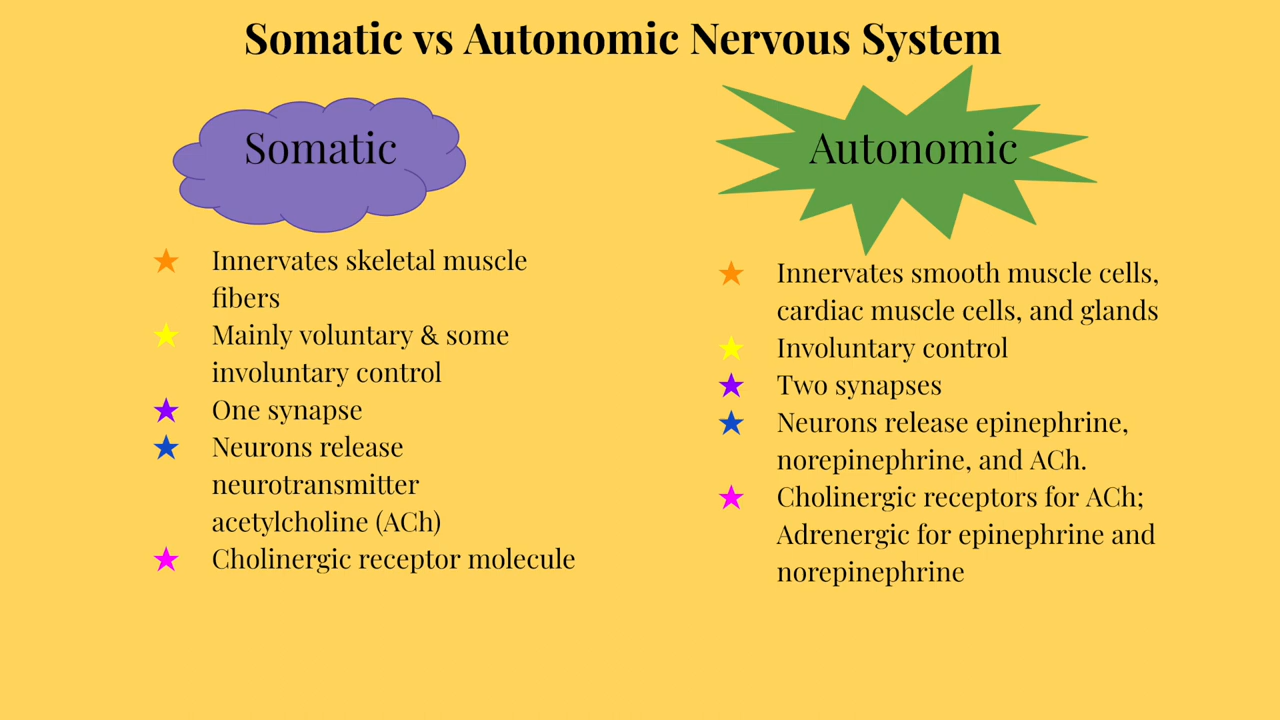 Somatic vs Autonomic Nervous System
Somatic
Innervates skeletal muscle
fibers
Mainly voluntary & some
involuntary control
One synapse
Neurons release
neurotransmitter
acetylcholine (ACh)
Cholinergic receptor molecule
Autonomic
Innervates smooth muscle cells,
cardiac muscle cells, and glands
Involuntary control
Two synapses
Neurons release epinephrine,
norepinephrine, and ACh.
Cholinergic receptors for ACh;
Adrenergic for epinephrine and
norepinephrine